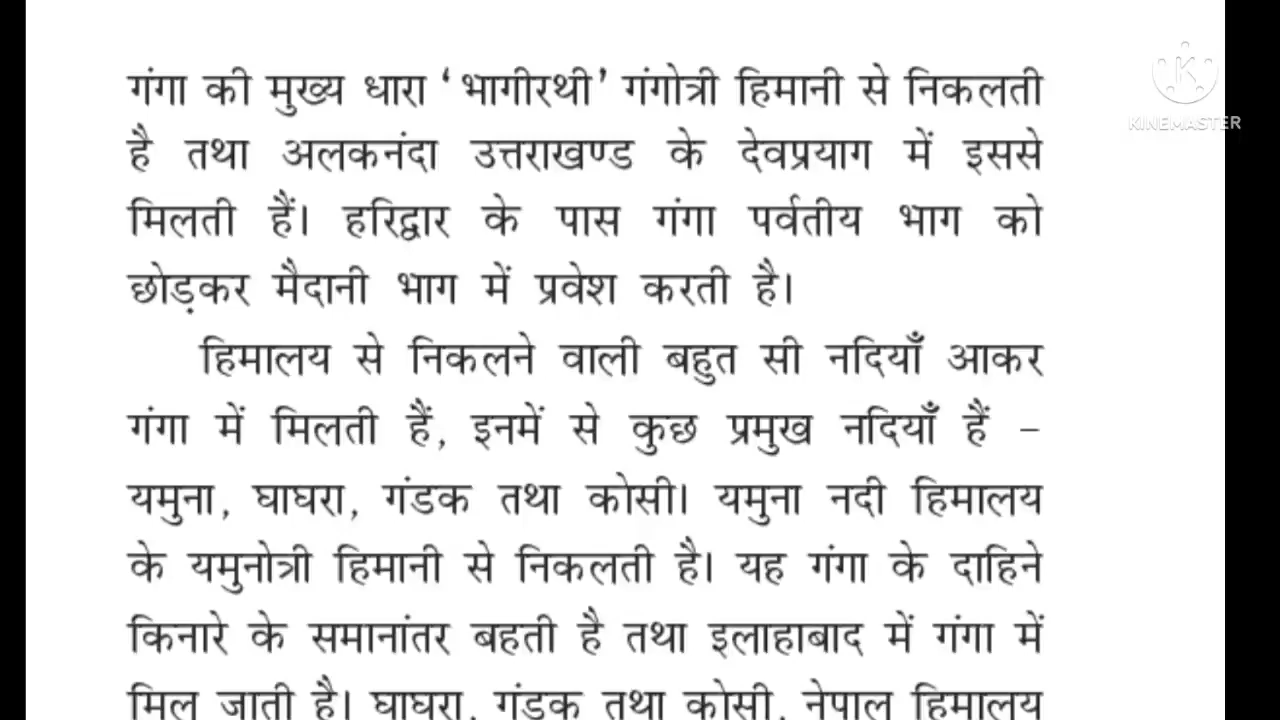 गंगा की मुख्य धारा ‘भागीरथी’ गंगोत्री हिमानी से निकलती
है तथा अलकनंदा उत्तराखण्ड के देवप्रयाग में इससे
मिलती हैं। हरिद्वार के पास गंगा पर्वतीय भाग को
छोड़कर मैदानी भाग में प्रवेश करती है।
हिमालय से निकलने वाली बहुत सी नदियाँ आकर
गंगा में मिलती हैं, इनमें से कुछ प्रमुख नदियाँ हैं –
यमुना, घाघरा, गंडक तथा कोसी। यमुना नदी हिमालय
के यमुनोत्री हिमानी से निकलती है। यह गंगा के दाहिने
किनारे के समानांतर बहती है तथा इलाहाबाद में गंगा में
मिल जाती है। घाघरा, गंडक तथा कोसी, नेपाल हिमालय
KINEMASTER